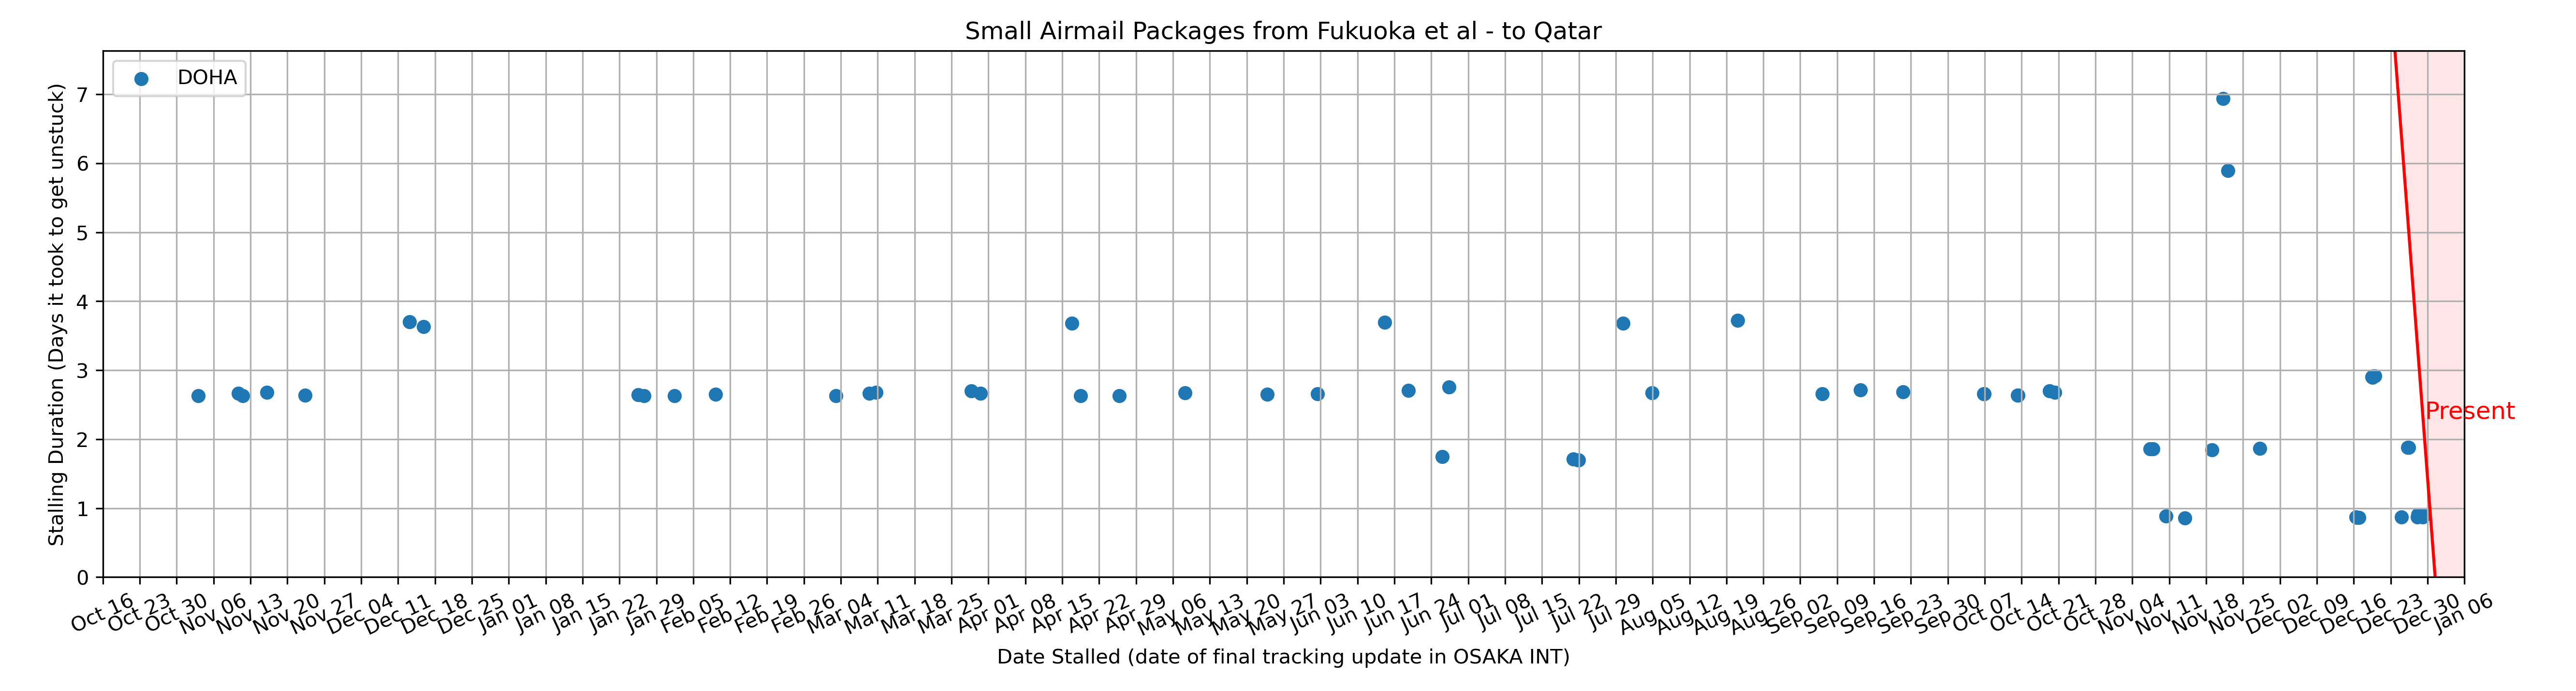 Small Airmail Packages from Fukuoka et al - to Qatar
DOHA
Stalling Duration (Days it took to get unstuck)
7
6
5
4
3
2
1
0
Present
Oct 16
Oct 23
Oct 30
Nov 06
Nov 13
Nov 20
Nov 27
Dec 04
Dec 11
Dec 18
Dec 25
Jan 01
Jan 08
Jan 15
Jan 22
Jan 29
Feb 05
Feb 12
Feb 19
Feb 26
Mar 04
Mar 11
Mar 18
Mar 25
Apr 01
Apr 08
Apr 15
Apr 22
Apr 29
May 06
May 13
May 20
May 27
Jun 03
Jun 10
Jun 17
Jun 24
Jul 01
Jul 08
Jul 15
Jul 22
Jul 29
Aug 05
Aug 12
Aug 19
Aug 26
Sep 02
Sep 09
Sep 16
Sep 23
Sep 30
Oct 07
Oct 14
Oct 21
Oct 28
Nov 04
Nov 11
Nov 18
Nov 25
Dec 02
Dec 09
Dec 16
Dec 23
Dec 30
Jan 06
Date Stalled (date of final tracking update in OSAKA INT)